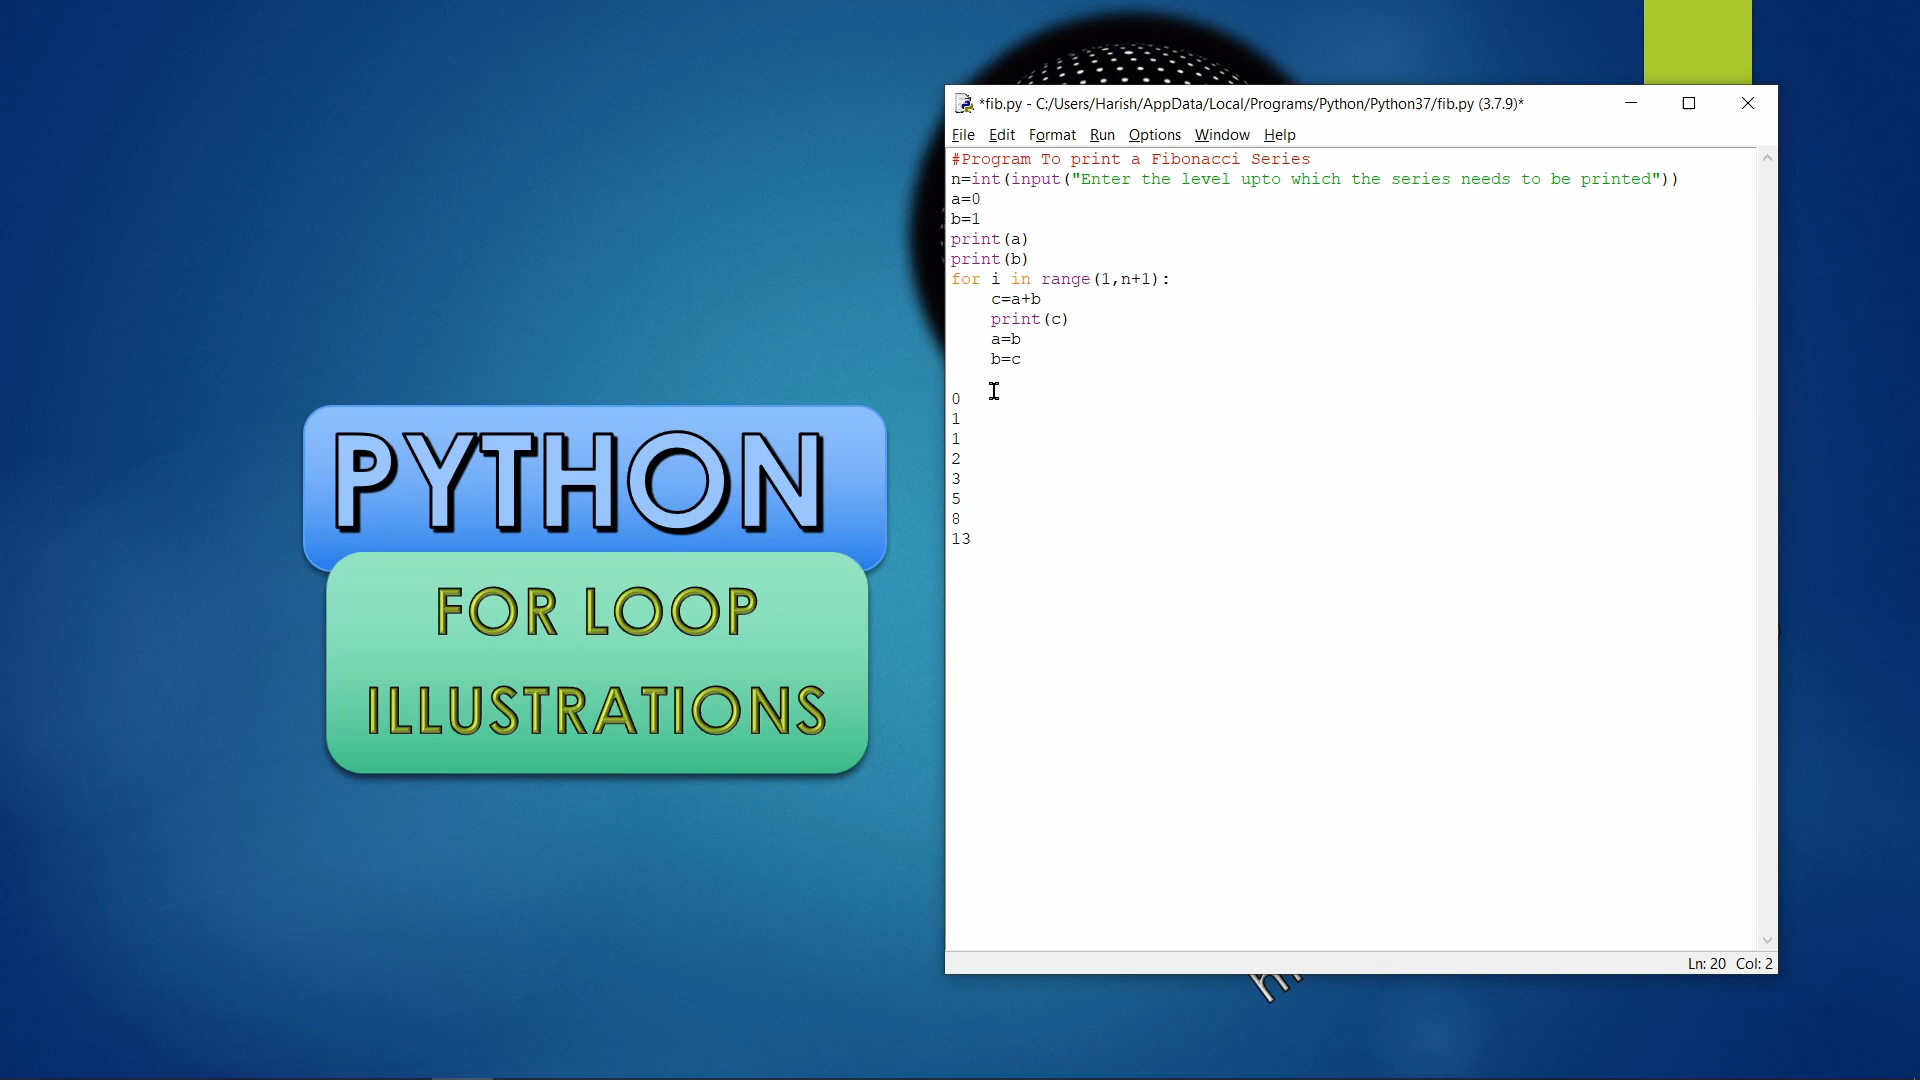 PYTHON
FOR LOOP
ILLUSTRATIONS
*fib.py - C:/Users/Harish/AppData/Local/Programs/Python/Python37/fib.py (3.7.9)*
File Edit Format Run Options Window Help
#Program To print a Fibonacci Series
n=int(input("Enter the level upto which the series needs to be printed"))
a=0
b=1
print(a)
print(b)
for i in range(1,n+1):
    c=a+b
    print(c)
    a=b
    b=c
0
1
1
2
3
5
8
13
Ln: 20 Col: 2